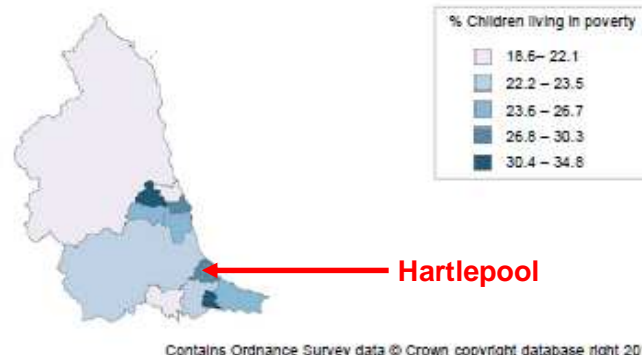 % Children living in poverty
18.6– 22.1
22.2 – 23.5
23.6 – 26.7
26.8 – 30.3
30.4 – 34.8
Hartlepool
Contains Ordnance Survey data © Crown copyright database right 20